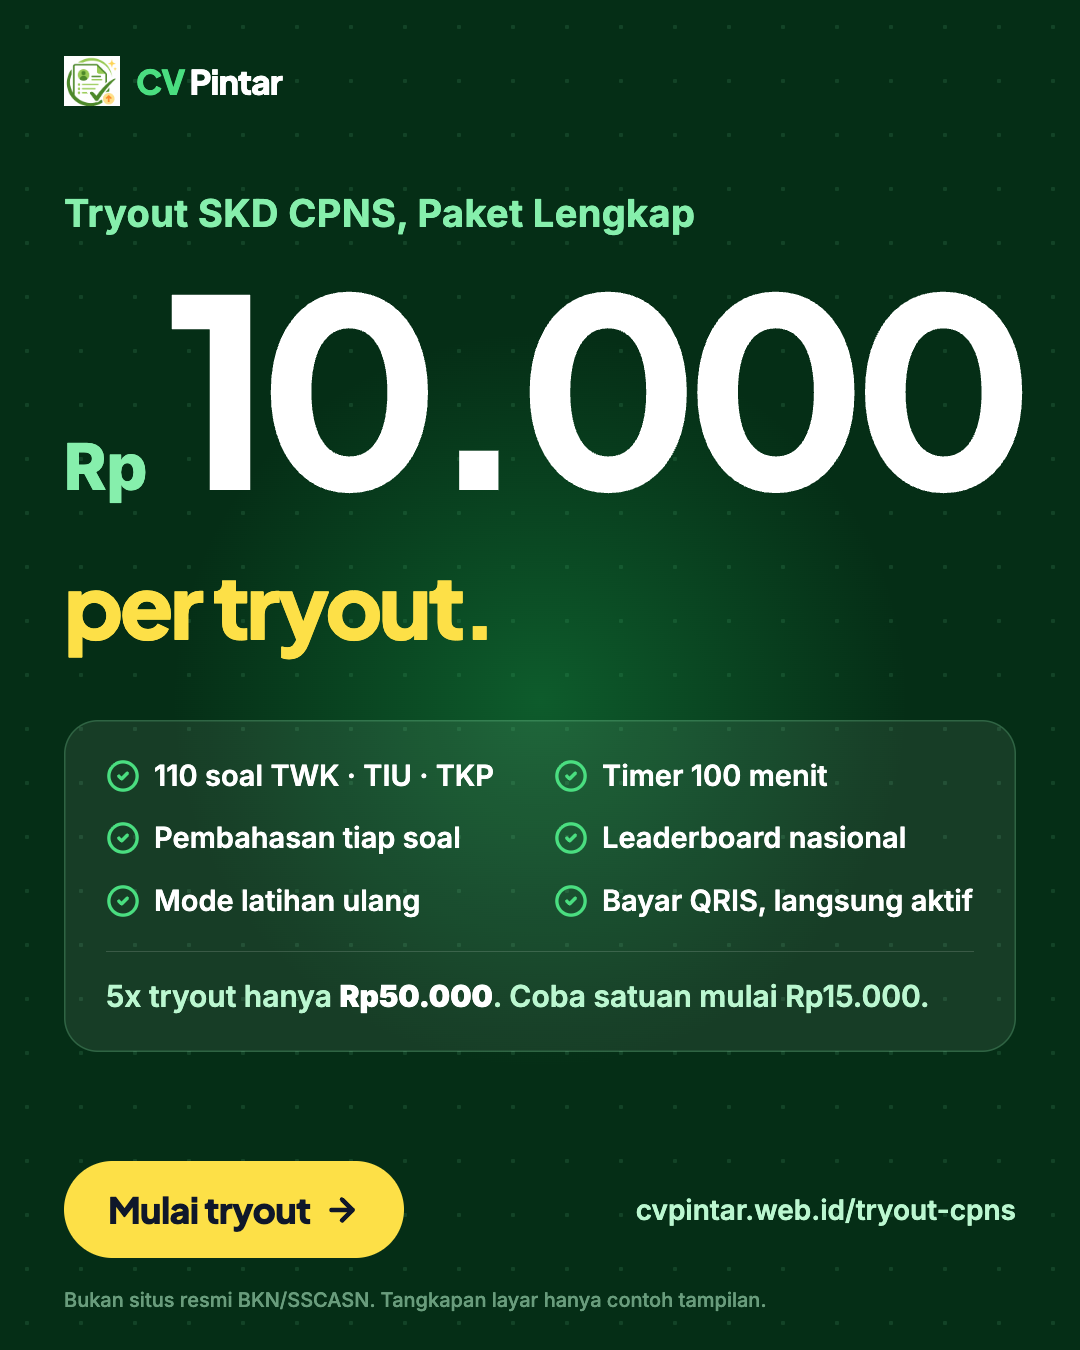 CV Pintar
Tryout SKD CPNS, Paket Lengkap
Rp 10.000
per tryout.
110 soal TWK · TIU · TKP
Timer 100 menit
Pembahasan tiap soal
Leaderboard nasional
Mode latihan ulang
Bayar QRIS, langsung aktif
5x tryout hanya Rp50.000. Coba satuan mulai Rp15.000.
Mulai tryout →
cvpintar.web.id/tryout-cpns
Bukan situs resmi BKN/SSCASN. Tangkapan layar hanya contoh tampilan.